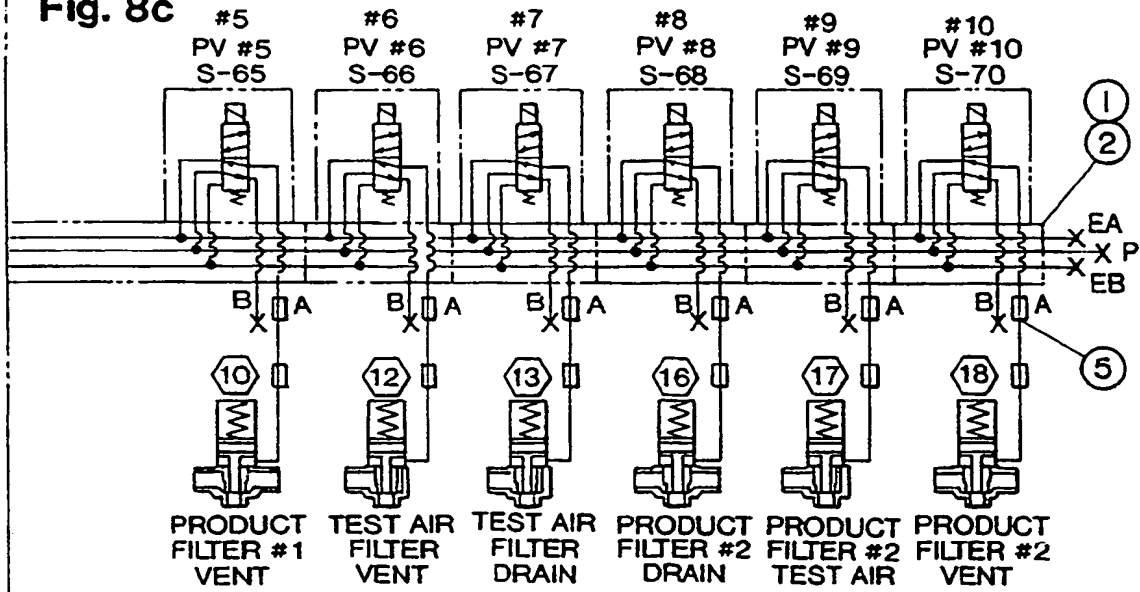 Fig. 8c
#5 #6 #7 #8 #9 #10
PV #5 PV #6 PV #7 PV #8 PV #9 PV #10
S-65 S-66 S-67 S-68 S-69 S-70
1
2
EA
P
EB
B A B A B A B A B A B A
5
10 12 13 16 17 18
PRODUCT TEST AIR TEST AIR PRODUCT PRODUCT PRODUCT
FILTER #1 FILTER FILTER FILTER #2 FILTER #2 FILTER #2
VENT VENT DRAIN DRAIN TEST AIR VENT